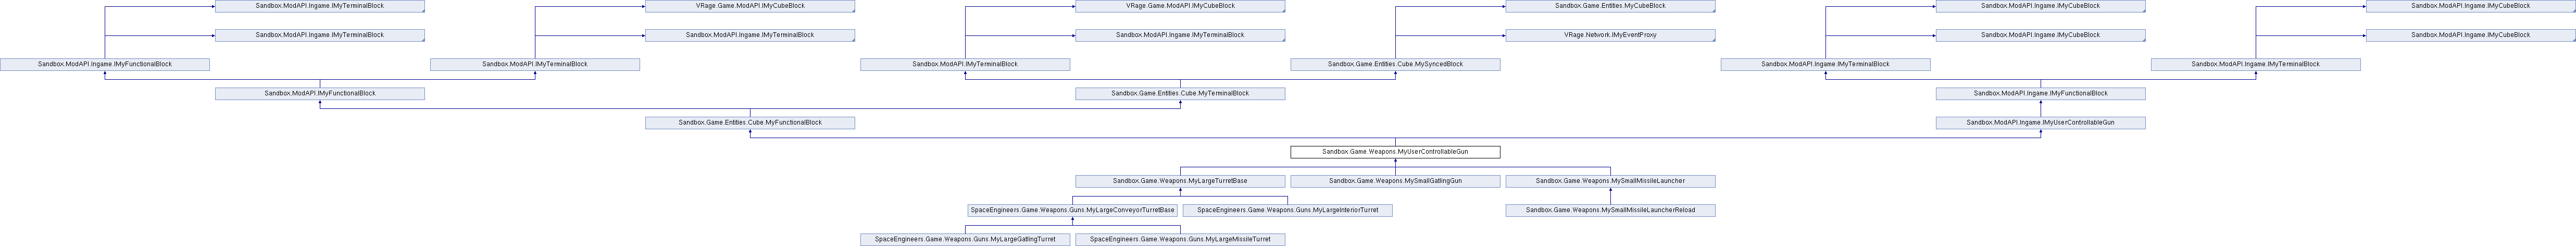 Sandbox.ModAPI.Ingame.IMyTerminalBlock
VRage.Game.ModAPI.IMyCubeBlock
VRage.Game.ModAPI.IMyCubeBlock
Sandbox.Game.Entities.MyCubeBlock
Sandbox.ModAPI.Ingame.IMyCubeBlock
Sandbox.ModAPI.Ingame.IMyCubeBlock
Sandbox.ModAPI.Ingame.IMyTerminalBlock
Sandbox.ModAPI.Ingame.IMyTerminalBlock
Sandbox.ModAPI.Ingame.IMyTerminalBlock
VRage.Network.IMyEventProxy
Sandbox.ModAPI.Ingame.IMyCubeBlock
Sandbox.ModAPI.Ingame.IMyCubeBlock
Sandbox.ModAPI.Ingame.IMyFunctionalBlock
Sandbox.ModAPI.IMyTerminalBlock
Sandbox.ModAPI.IMyTerminalBlock
Sandbox.Game.Entities.Cube.MySyncedBlock
Sandbox.ModAPI.Ingame.IMyTerminalBlock
Sandbox.ModAPI.Ingame.IMyTerminalBlock
Sandbox.ModAPI.IMyFunctionalBlock
Sandbox.Game.Entities.Cube.MyTerminalBlock
Sandbox.ModAPI.Ingame.IMyFunctionalBlock
Sandbox.Game.Entities.Cube.MyFunctionalBlock
Sandbox.ModAPI.Ingame.IMyUserControllableGun
Sandbox.Game.Weapons.MyUserControllableGun
Sandbox.Game.Weapons.MyLargeTurretBase
Sandbox.Game.Weapons.MySmallGatlingGun
Sandbox.Game.Weapons.MySmallMissileLauncher
SpaceEngineers.Game.Weapons.Guns.MyLargeConveyorTurretBase
SpaceEngineers.Game.Weapons.Guns.MyLargeInteriorTurret
Sandbox.Game.Weapons.MySmallMissileLauncherReload
SpaceEngineers.Game.Weapons.Guns.MyLargeGatlingTurret
SpaceEngineers.Game.Weapons.Guns.MyLargeMissileTurret